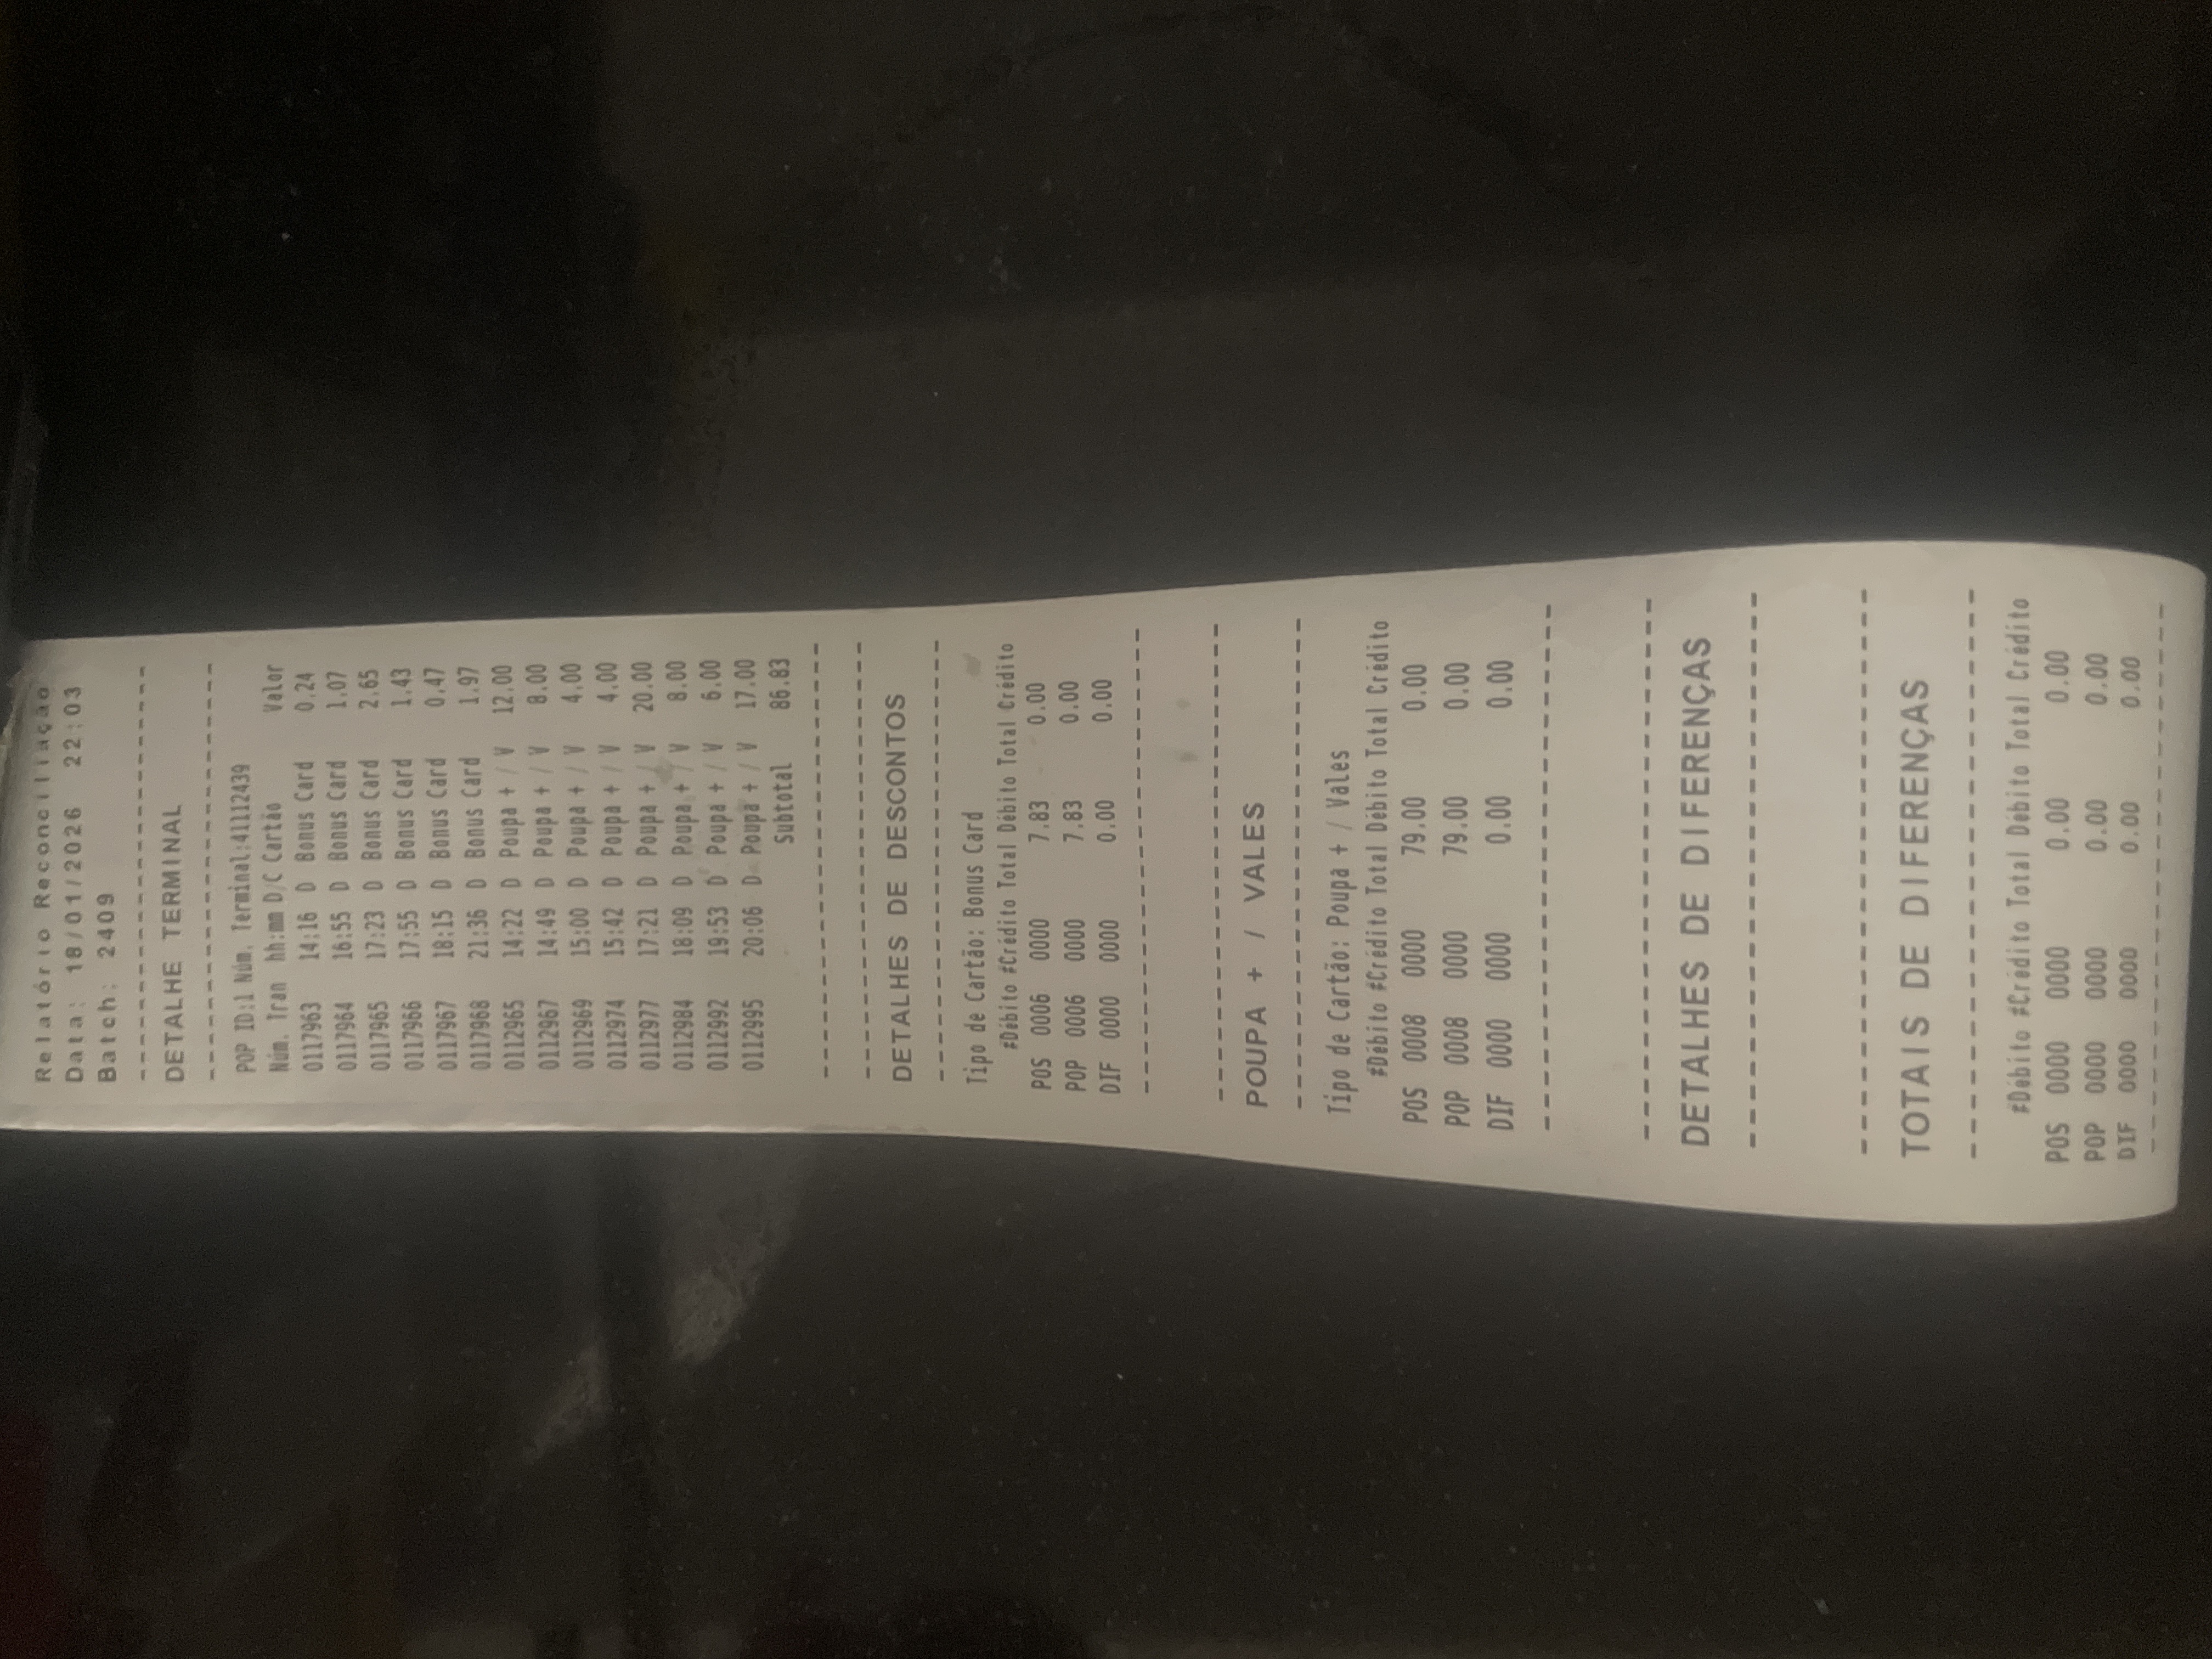 Relatório Reconciliação
Data: 18/01/2026 22:03
Batch: 2409
--------------------------
DETALHE TERMINAL
--------------------------
POP ID:1 Núm. Terminal:41112439
Núm. Tran hh:mm D/C Cartão Valor
0117963 14:16 D Bonus Card 0.24
0117964 16:55 D Bonus Card 1.07
0117965 17:23 D Bonus Card 2.65
0117966 17:55 D Bonus Card 1.43
0117967 18:15 D Bonus Card 0.47
0117968 21:36 D Bonus Card 1.97
0112965 14:22 D Poupa + / V 12.00
0112967 14:49 D Poupa + / V 8.00
0112969 15:00 D Poupa + / V 4.00
0112974 15:42 D Poupa + / V 4.00
0112977 17:21 D Poupa + / V 20.00
0112984 18:09 D Poupa + / V 8.00
0112992 19:53 D Poupa + / V 6.00
0112995 20:06 D Poupa + / V 17.00
Subtotal 86.83
--------------------------
--------------------------
DETALHES DE DESCONTOS
--------------------------
Tipo de Cartão: Bonus Card
#Débito #Crédito Total Débito Total Crédito
POS 0006 0000 7.83 0.00
POP 0006 0000 7.83 0.00
DIF 0000 0000 0.00 0.00
--------------------------
--------------------------
POUPA + / VALES
--------------------------
Tipo de Cartão: Poupa + / Vales
#Débito #Crédito Total Débito Total Crédito
POS 0008 0000 79.00 0.00
POP 0008 0000 79.00 0.00
DIF 0000 0000 0.00 0.00
--------------------------
--------------------------
DETALHES DE DIFERENÇAS
--------------------------
--------------------------
TOTAIS DE DIFERENÇAS
--------------------------
#Débito #Crédito Total Débito Total Crédito
POS 0000 0000 0.00 0.00
POP 0000 0000 0.00 0.00
DIF 0000 0000 0.00 0.00
--------------------------